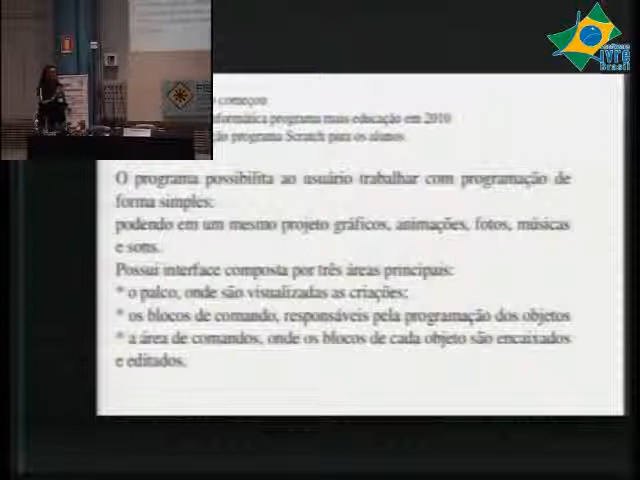 começou
informática programa mais educação em 2010
programa Scratch para os alunos
O programa possibilita ao usuário trabalhar com programação de
forma simples:
podendo em um mesmo projeto gráficos, animações, fotos, músicas
e sons.
Possui interface composta por três áreas principais:
* o palco, onde são visualizadas as criações;
* os blocos de comando, responsáveis pela programação dos objetos
* a área de comandos, onde os blocos de cada objeto são encaixados
e editados.